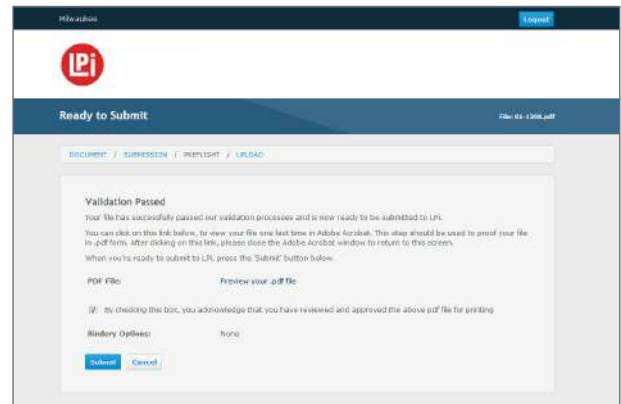 Milwaukee
Logout
LPi
Ready to Submit
File: 01-1266.pdf
DOCUMENT / SUBMISSION / PREFLIGHT / UPLOAD
Validation Passed
Your file has successfully passed our validation processes and is now ready to be submitted to LPi.
You can click on this link below, to view your file one last time in Adobe Acrobat. This step should be used to proof your file
in .pdf form. After clicking on this link, please close the Adobe Acrobat window to return to this screen.
When you're ready to submit to LPi, press the 'Submit' button below.
PDF File: Preview your .pdf file
By checking this box, you acknowledge that you have reviewed and approved the above pdf file for printing
Bindery Options: None
Submit Cancel